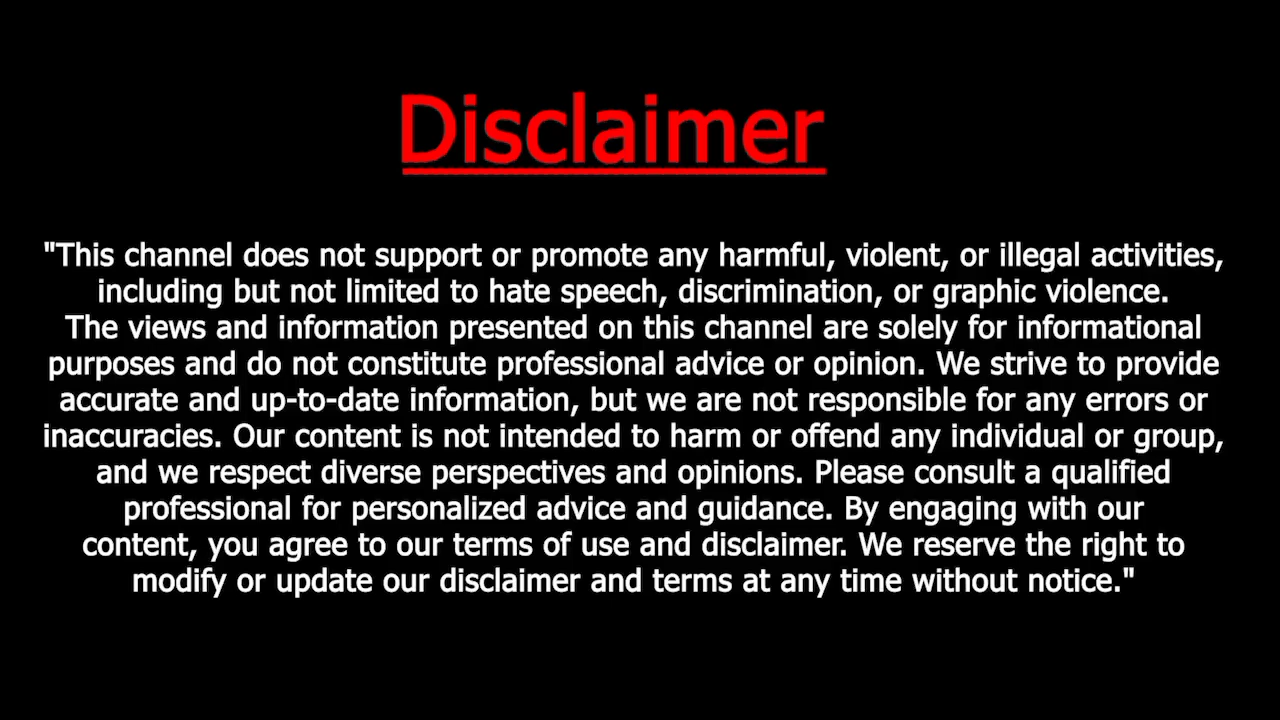 Disclaimer
"This channel does not support or promote any harmful, violent, or illegal activities,
including but not limited to hate speech, discrimination, or graphic violence.
The views and information presented on this channel are solely for informational
purposes and do not constitute professional advice or opinion. We strive to provide
accurate and up-to-date information, but we are not responsible for any errors or
inaccuracies. Our content is not intended to harm or offend any individual or group,
and we respect diverse perspectives and opinions. Please consult a qualified
professional for personalized advice and guidance. By engaging with our
content, you agree to our terms of use and disclaimer. We reserve the right to
modify or update our disclaimer and terms at any time without notice."